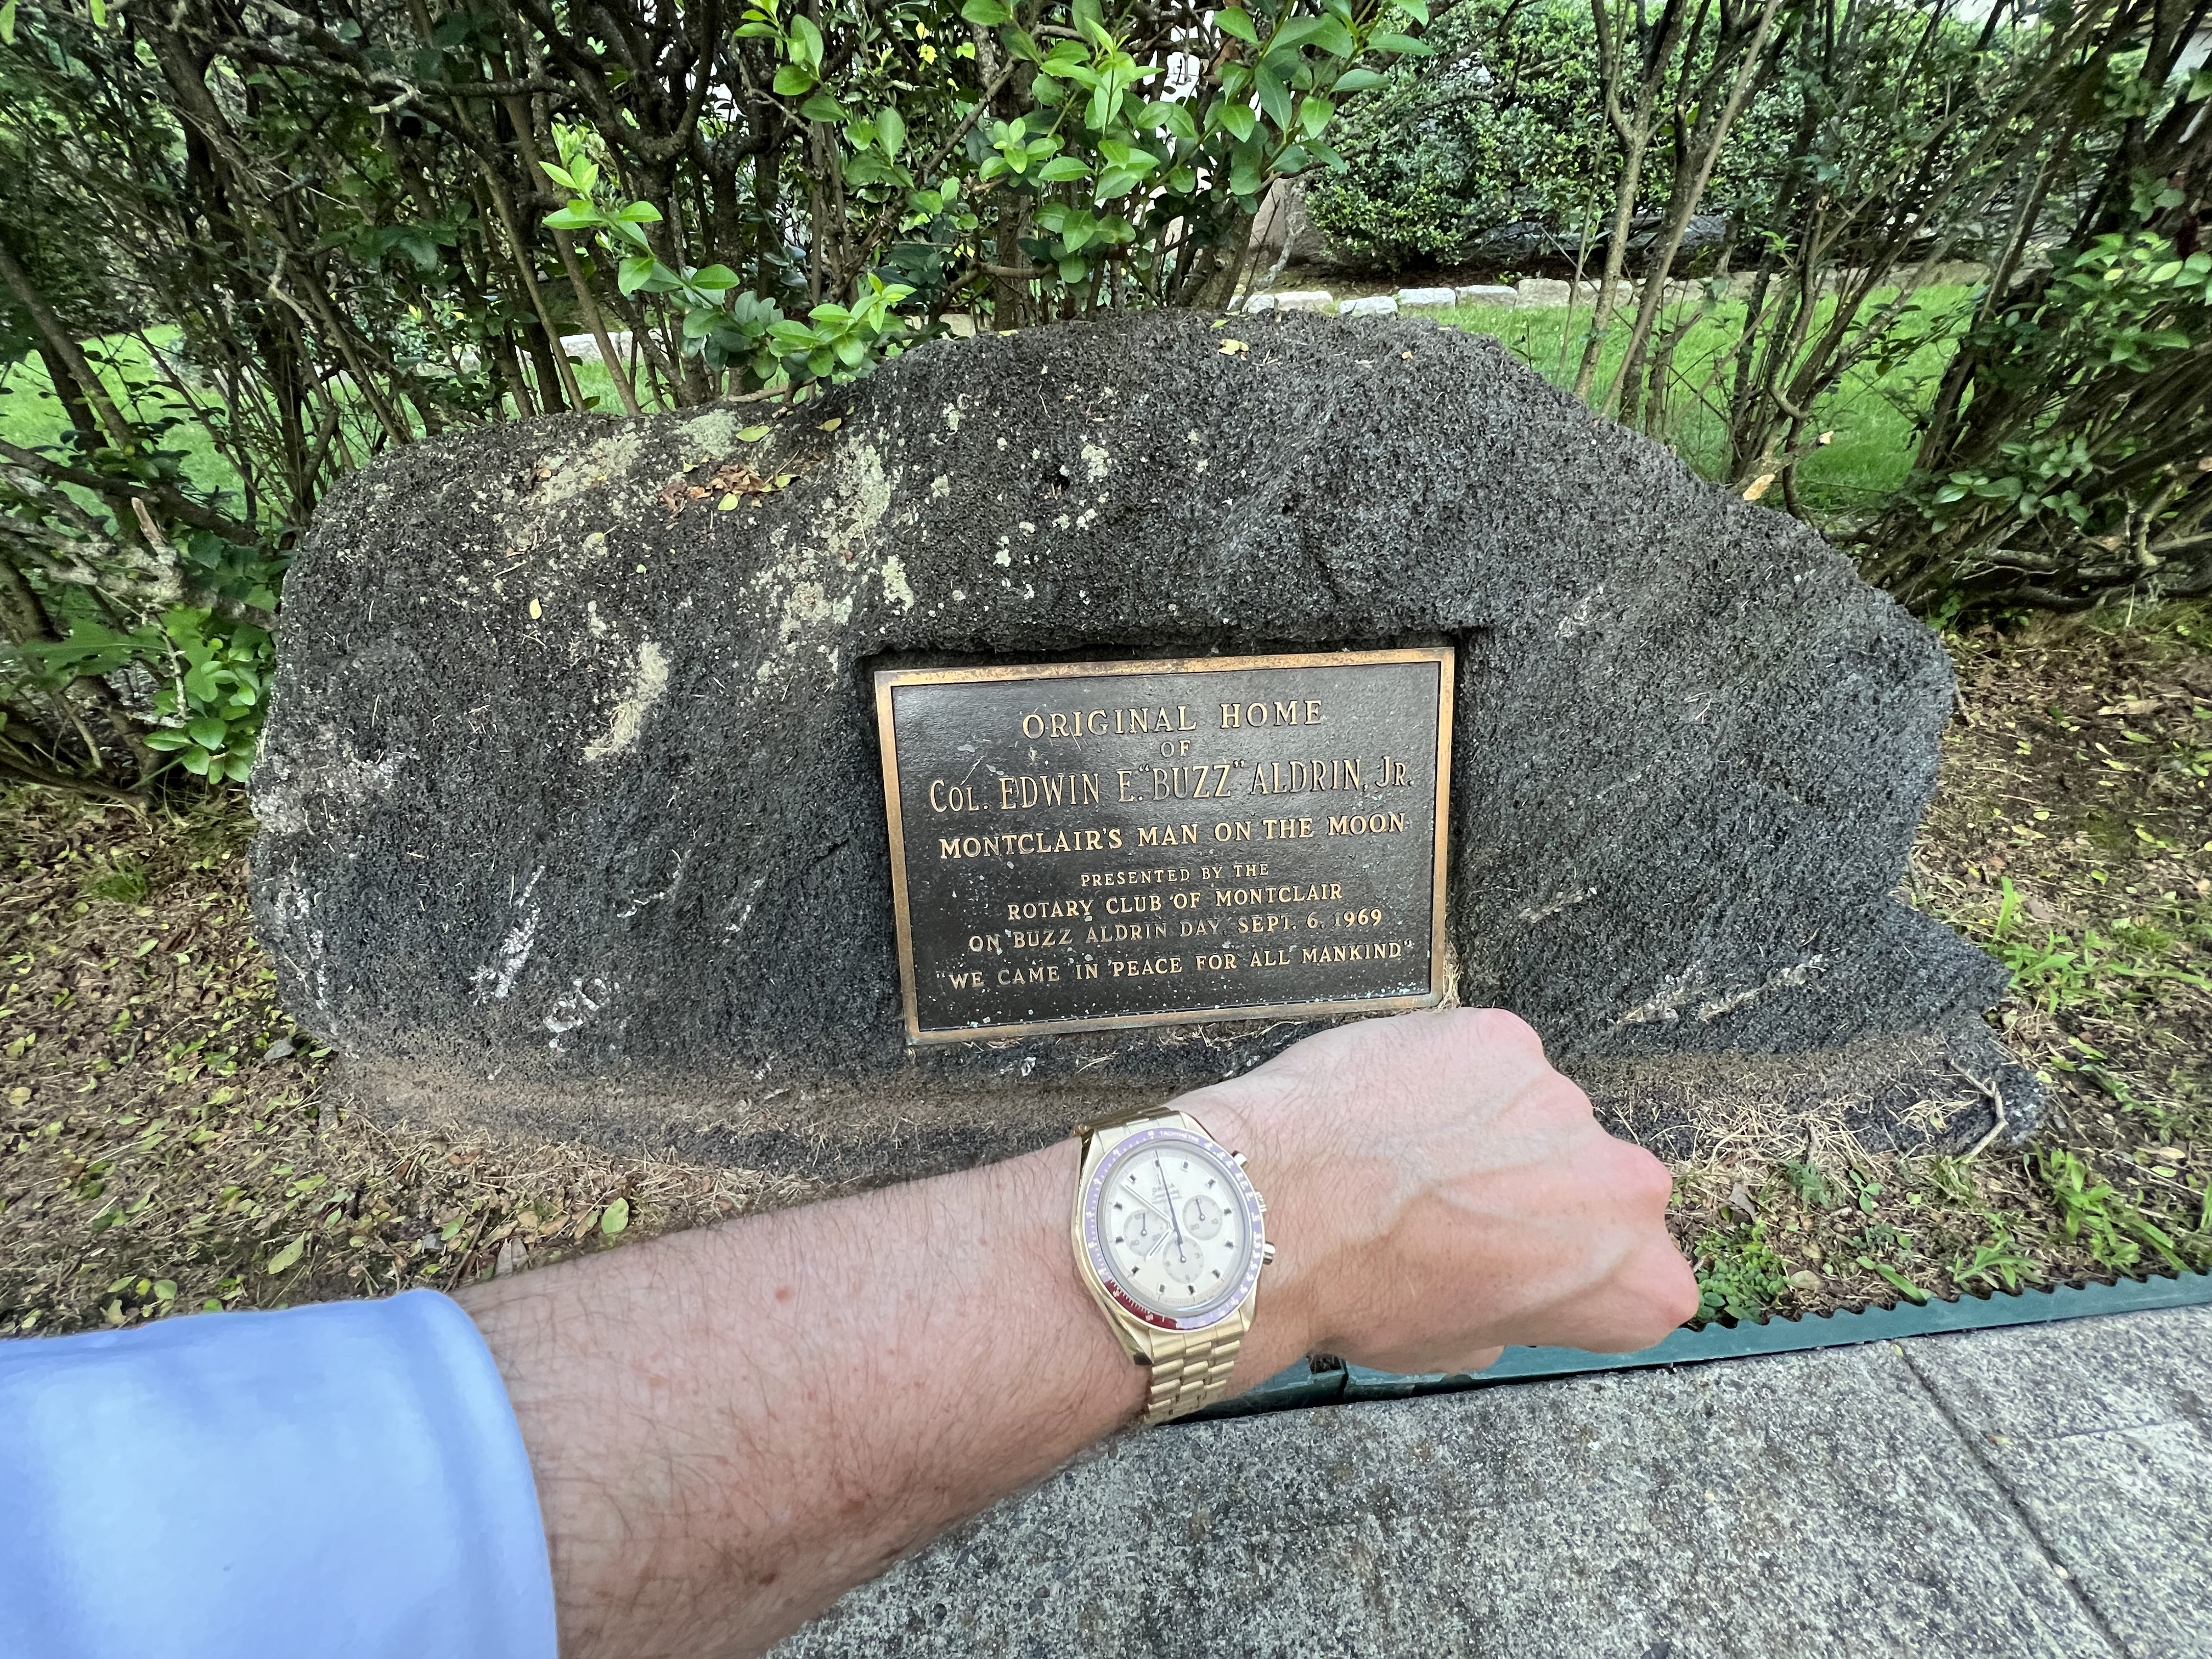 ORIGINAL HOME
OF
COL. EDWIN E. "BUZZ" ALDRIN, JR.
MONTCLAIR'S MAN ON THE MOON
PRESENTED BY THE
ROTARY CLUB OF MONTCLAIR
ON BUZZ ALDRIN DAY SEPT. 6, 1969
"WE CAME IN PEACE FOR ALL MANKIND"
TACHYMÈTRE